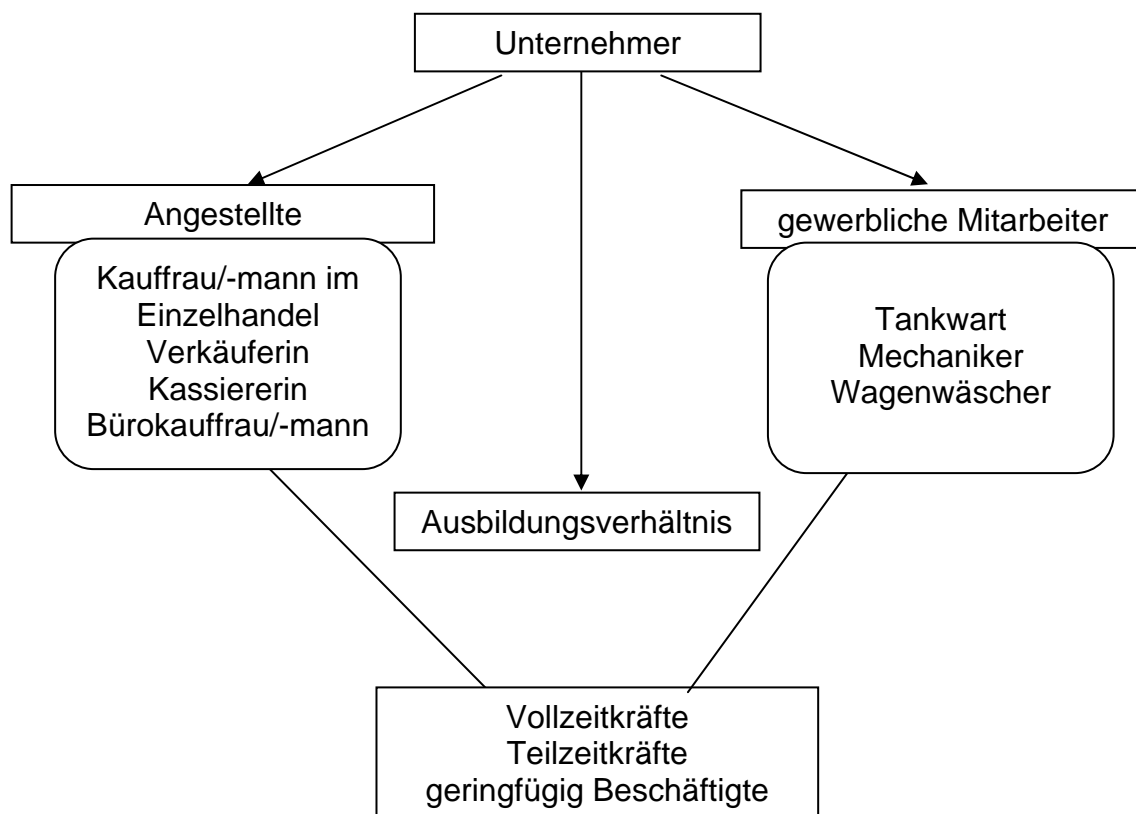 Unternehmer
Angestellte
Kauffrau/-mann im
Einzelhandel
Verkäuferin
Kassiererin
Bürokauffrau/-mann
gewerbliche Mitarbeiter
Tankwart
Mechaniker
Wagenwäscher
Ausbildungsverhältnis
Vollzeitkräfte
Teilzeitkräfte
geringfügig Beschäftigte